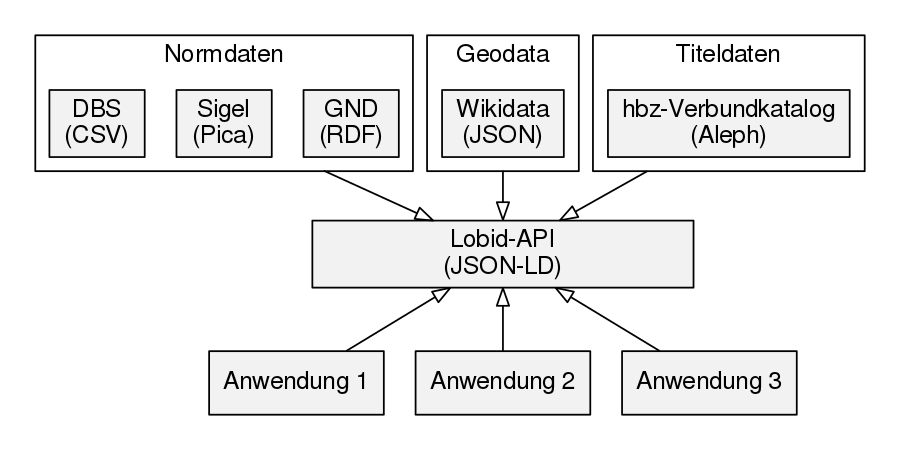 Normdaten
Geodata
Titeldaten
DBS
(CSV)
Sigel
(Pica)
GND
(RDF)
Wikidata
(JSON)
hbz-Verbundkatalog
(Aleph)
Lobid-API
(JSON-LD)
Anwendung 1
Anwendung 2
Anwendung 3